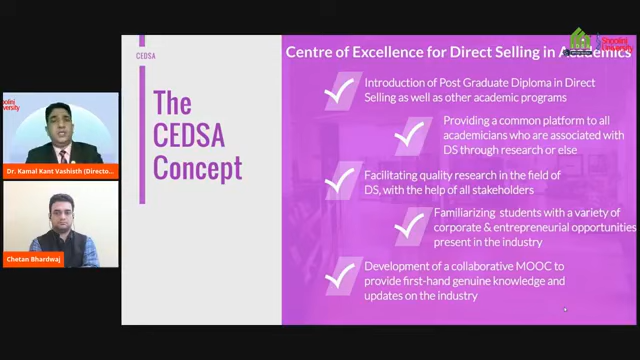 CEDSA
The
CEDSA
Concept
Centre of Excellence for Direct Selling in Academics
Introduction of Post Graduate Diploma in Direct
Selling as well as other academic programs
Providing a common platform to all
academicians who are associated with
DS through research or else
Facilitating quality research in the field
of DS, with the help of all stakeholders
Familiarizing students with a variety of
corporate & entrepreneurial opportunities
present in the industry
Development of a collaborative MOOC to
provide first-hand genuine knowledge and
updates on the industry
Dr. Kamal Kant Vashisth (Directo...
Chetan Bhardwaj
Shoolini
University